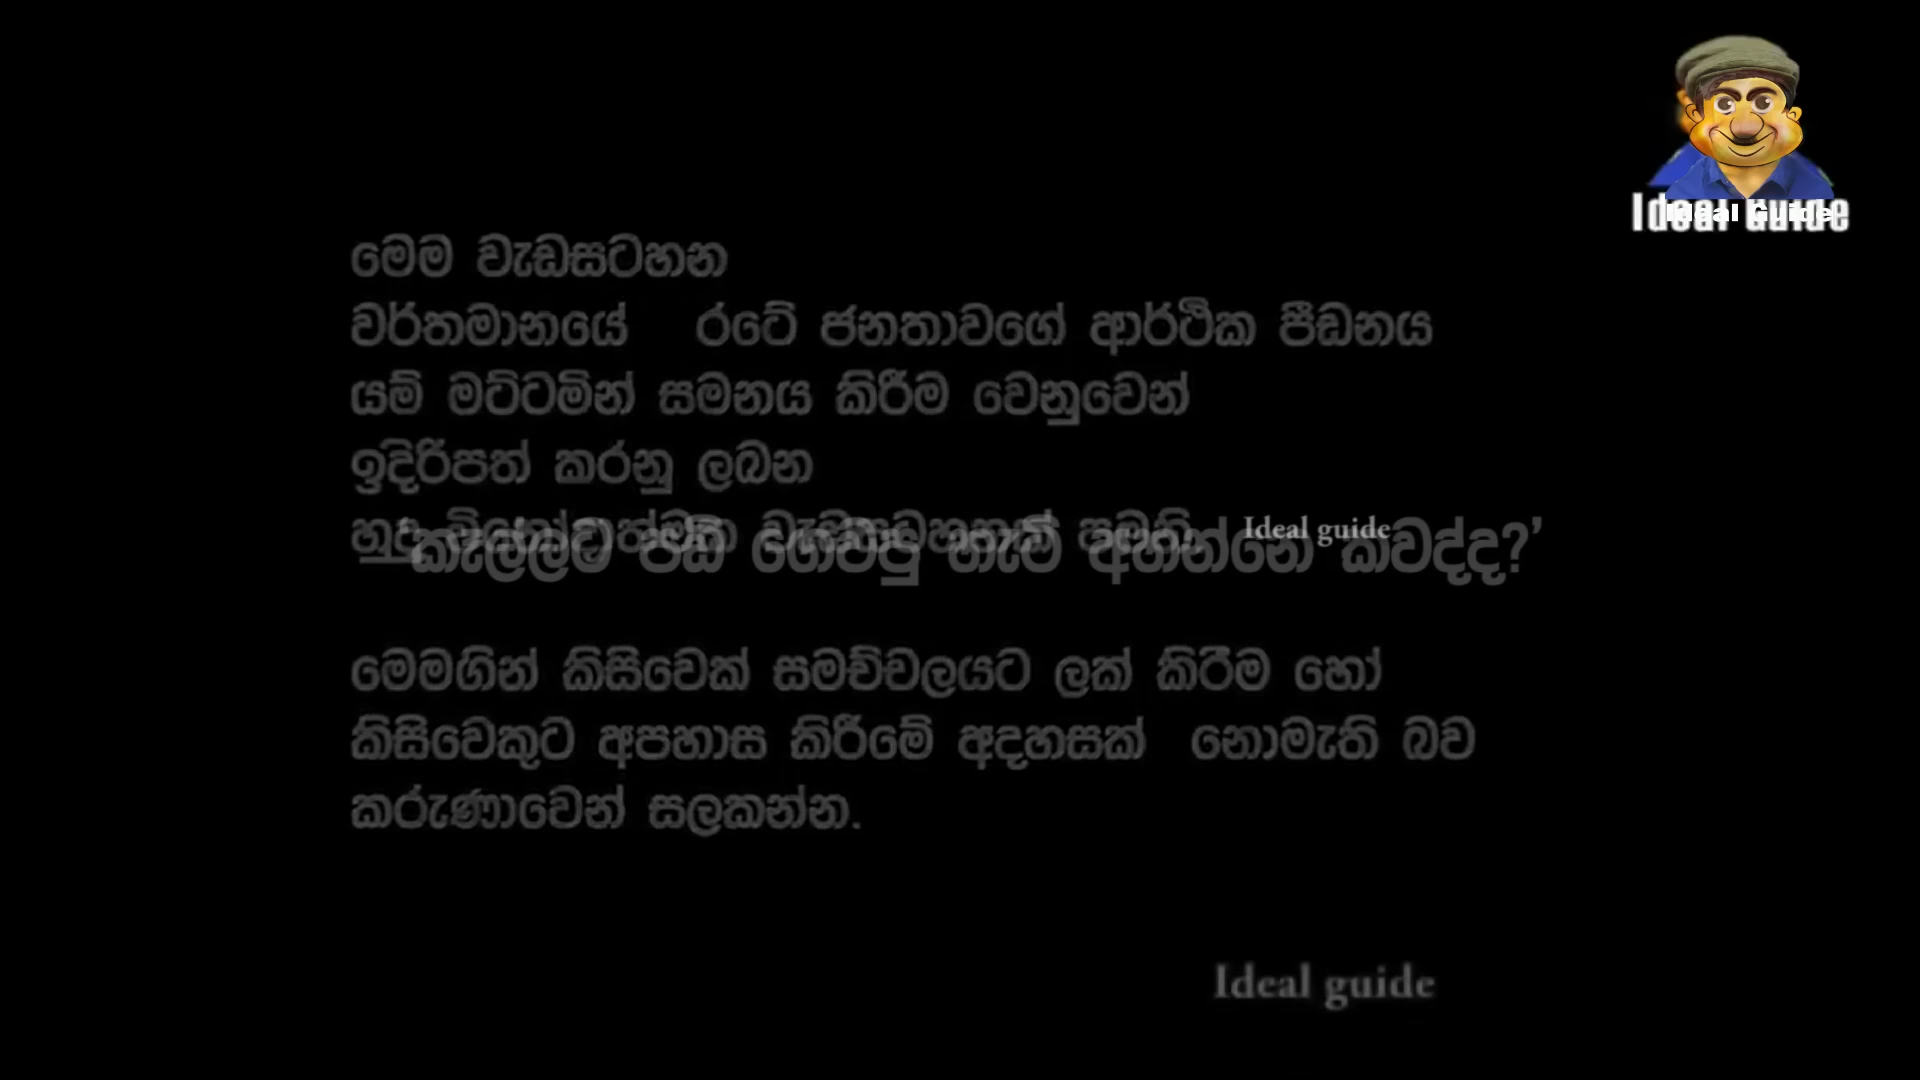 Ideal Guide
මෙම වැඩසටහන
වර්තමානයේ රටේ ජනතාවගේ ආර්ථික පීඩනය
යම් මට්ටමින් සමනය කිරීම වෙනුවෙන්
ඉදිරිපත් කරනු ලබන
Ideal guide
කවද්ද?’
මෙමගින් කිසිවෙක් සමච්චලයට ලක් කිරීම හෝ
කිසිවෙකුට අපහාස කිරීමේ අදහසක් නොමැති බව
කරුණාවෙන් සලකන්න.
Ideal guide